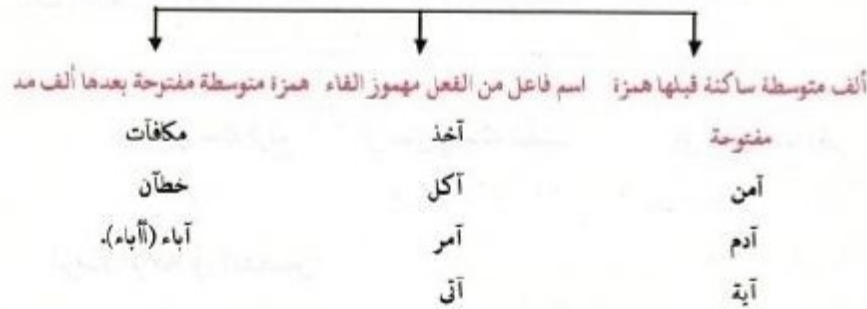 ألف متوسطة ساكنة قبلها همزة اسم فاعل من الفعل مهموز الفاء همزة متوسطة مفتوحة بعدها ألف مد
مفتوحة آخذ مكافآت
آمن آكل خطآن
آدم آمر آباء (أأباء).
آية آتى